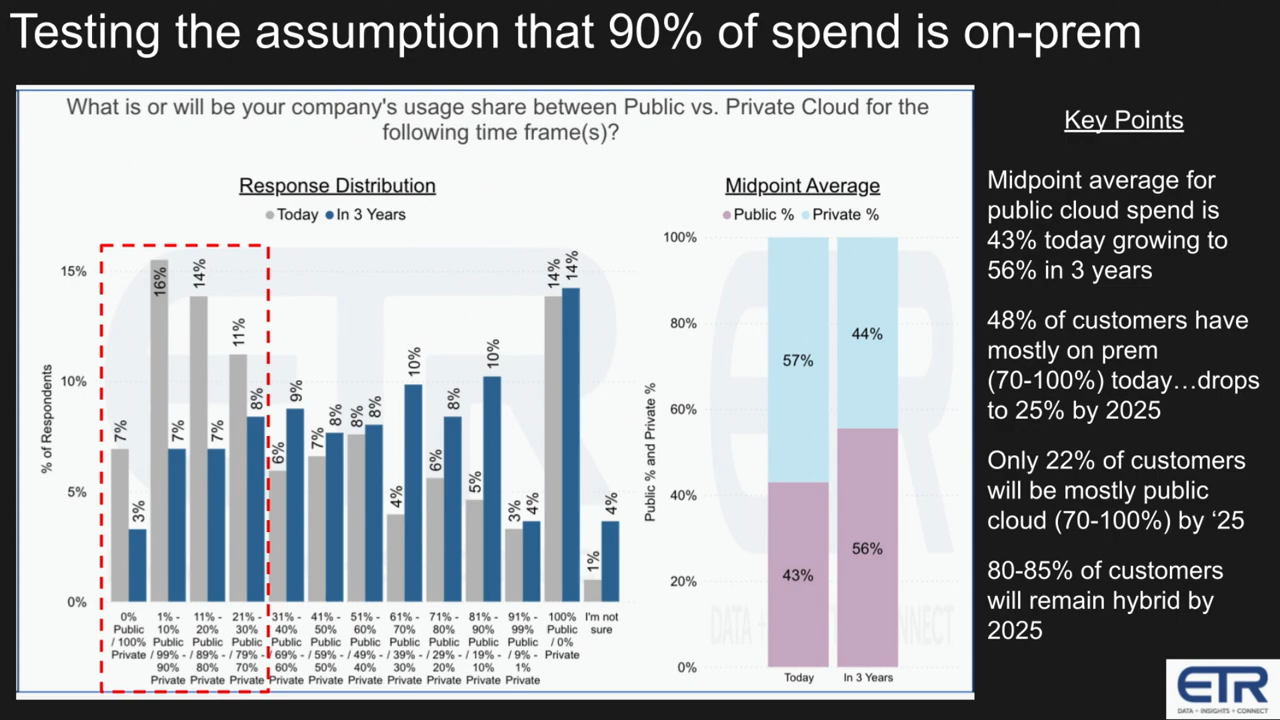 Testing the assumption that 90% of spend is on-prem
What is or will be your company's usage share between Public vs. Private Cloud for the
following time frame(s)?
Response Distribution
Today In 3 Years
% of Respondents
15%
10%
5%
0%
7%
3%
16%
7%
14%
7%
11%
8%
6%
9%
7%
8%
8%
8%
4%
10%
6%
8%
5%
10%
3%
4%
14%
14%
1%
4%
0%
Public
/ 100%
Private
1% -
10%
Public
/ 99% -
90%
Private
11% -
20%
Public
/ 89% -
80%
Private
21% -
30%
Public
/ 79% -
70%
Private
31% -
40%
Public
/ 69% -
60%
Private
41% -
50%
Public
/ 59% -
50%
Private
51% -
60%
Public
/ 49% -
40%
Private
61% -
70%
Public
/ 39% -
30%
Private
71% -
80%
Public
/ 29% -
20%
Private
81% -
90%
Public
/ 19% -
10%
Private
91% -
99%
Public
/ 9% -
1%
Private
100%
Public
/ 0%
Private
I'm not
sure
Midpoint Average
Public % Private %
Public % and Private %
100%
80%
60%
40%
20%
0%
57%
43%
44%
56%
Today
In 3 Years
Key Points
Midpoint average for
public cloud spend is
43% today growing to
56% in 3 years
48% of customers have
mostly on prem
(70-100%) today…drops
to 25% by 2025
Only 22% of customers
will be mostly public
cloud (70-100%) by ‘25
80-85% of customers
will remain hybrid by
2025
ETR
DATA + INSIGHTS + CONNECT